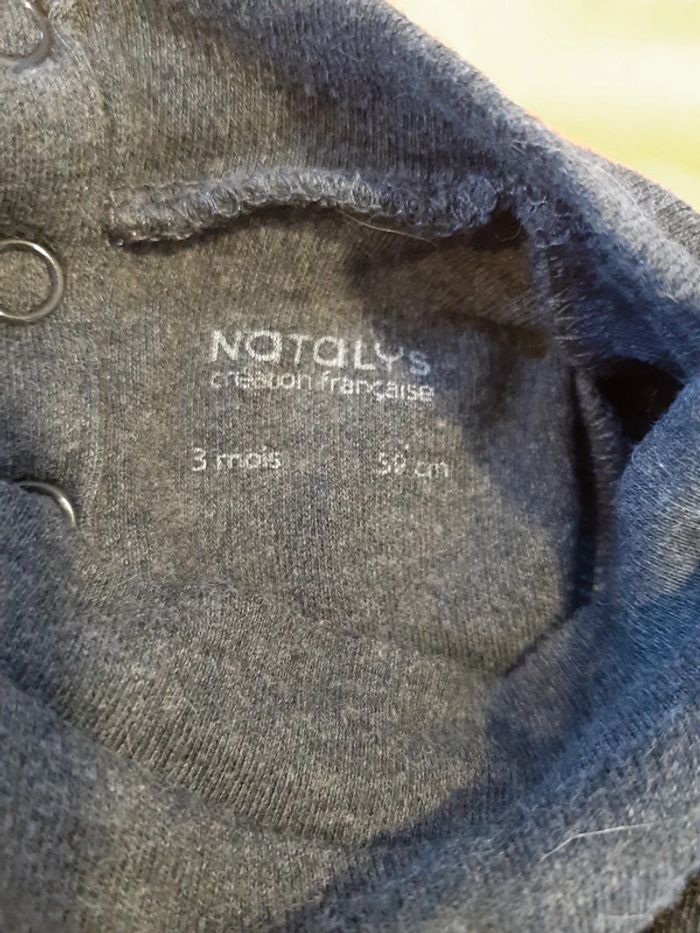 NATALYS
création française
3 mois 59 cm